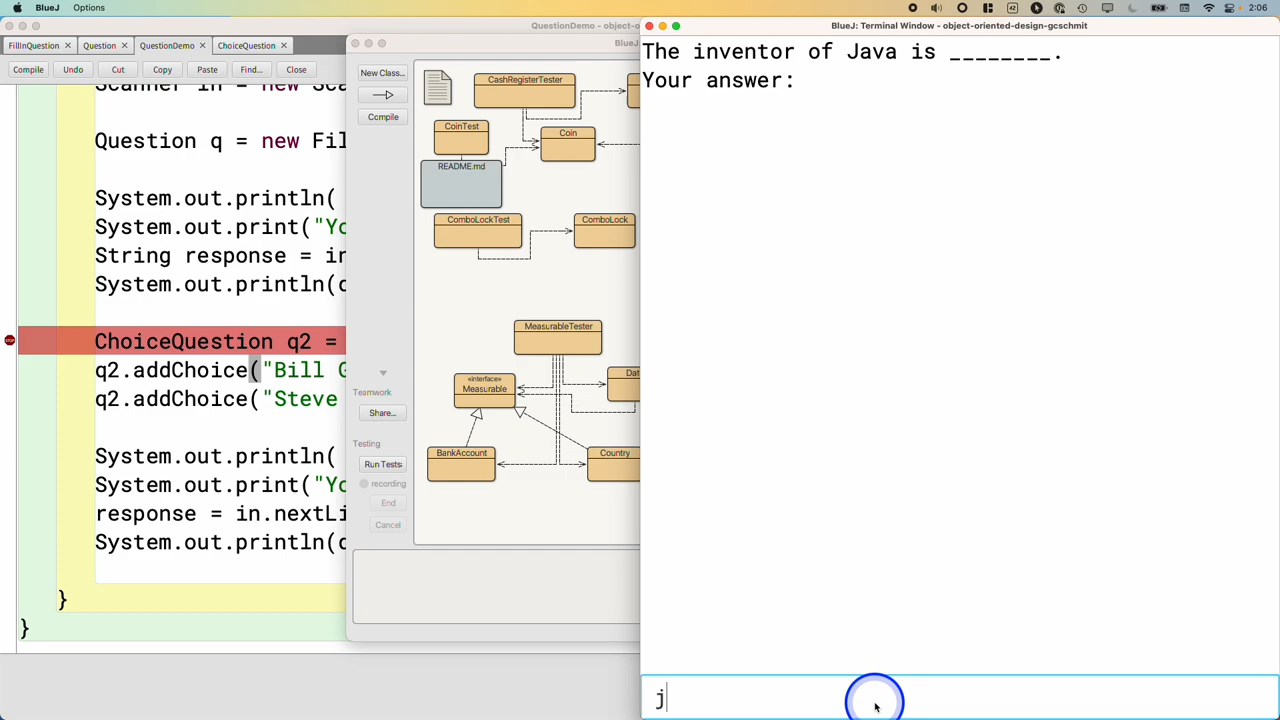 BlueJ Options
42
2:06
QuestionDemo - object-o
FillInQuestion × Question × QuestionDemo × ChoiceQuestion ×
Compile Undo Cut Copy Paste Find... Close
Question q = new Fil
System.out.println(
System.out.print("Yo
String response = in
System.out.println(
ChoiceQuestion q2 =
q2.addChoice("Bill G
q2.addChoice("Steve
System.out.println(
System.out.print("Yo
response = in.nextLi
System.out.println(
}
}
BlueJ:
New Class...
Compile
Teamwork
Share...
Testing
Run Tests
recording
End
Cancel
CashRegisterTester
CoinTest
Coin
README.md
ComboLockTest
ComboLock
MeasurableTester
«interface»
Measurable
Dat
BankAccount
Country
BlueJ: Terminal Window - object-oriented-design-gcschmit
The inventor of Java is ________.
Your answer:
j